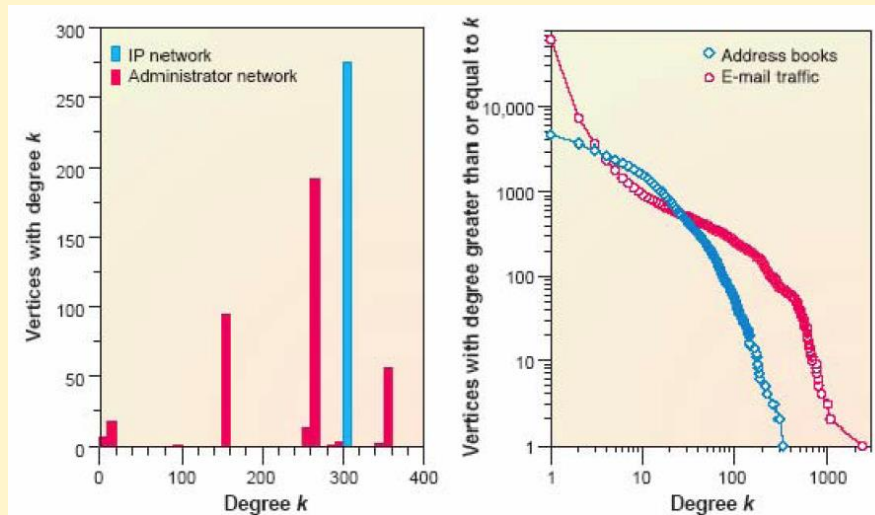 300
250
200
150
100
50
0
Vertices with degree k
IP network
Administrator network
0
100
200
300
400
Degree k
Vertices with degree greater than or equal to k
10,000
1000
100
10
1
Address books
E-mail traffic
1
10
100
1000
Degree k